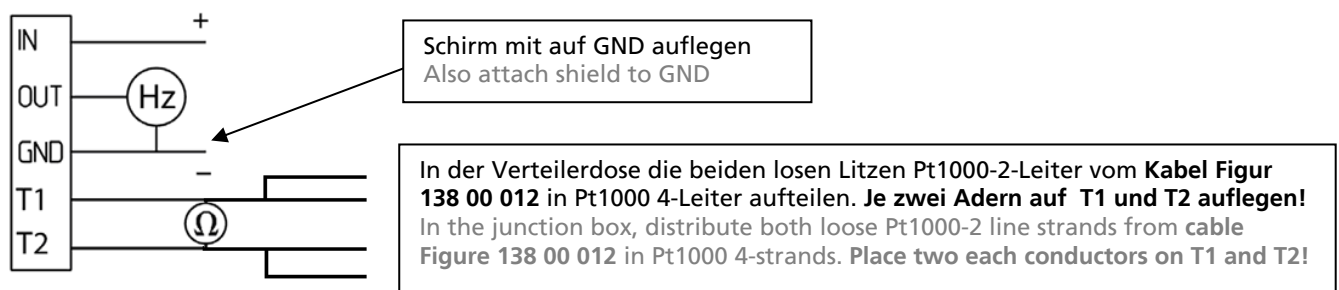 IN
+
OUT
Hz
GND
−
T1
Ω
T2
Schirm mit auf GND auflegen
Also attach shield to GND
In der Verteilerdose die beiden losen Litzen Pt1000-2-Leiter vom Kabel Figur
138 00 012 in Pt1000 4-Leiter aufteilen. Je zwei Adern auf T1 und T2 auflegen!
In the junction box, distribute both loose Pt1000-2 line strands from cable
Figure 138 00 012 in Pt1000 4-strands. Place two each conductors on T1 and T2!